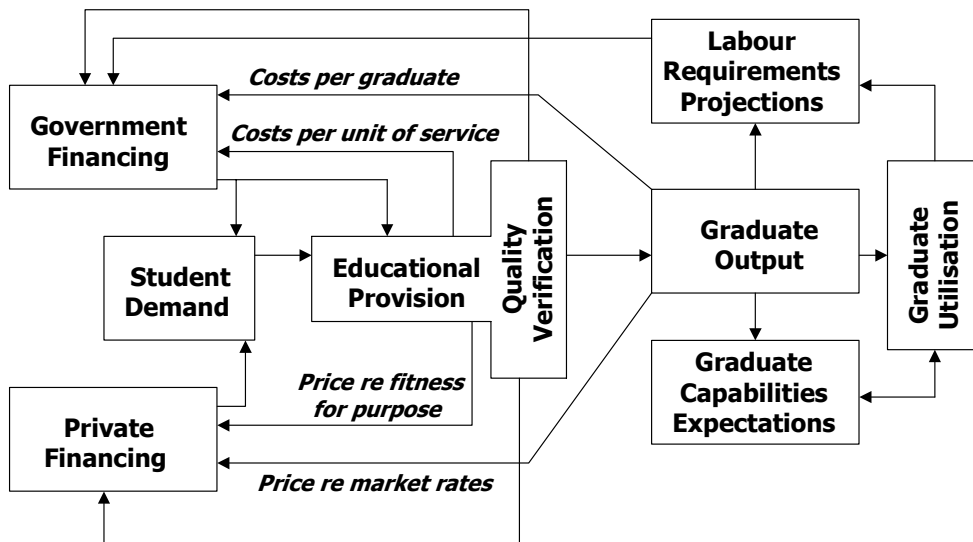 Labour
Requirements
Projections
Costs per graduate
Government
Financing
Costs per unit of service
Quality
Verification
Graduate
Output
Graduate
Utilisation
Student
Demand
Educational
Provision
Graduate
Capabilities
Expectations
Price re fitness
for purpose
Private
Financing
Price re market rates